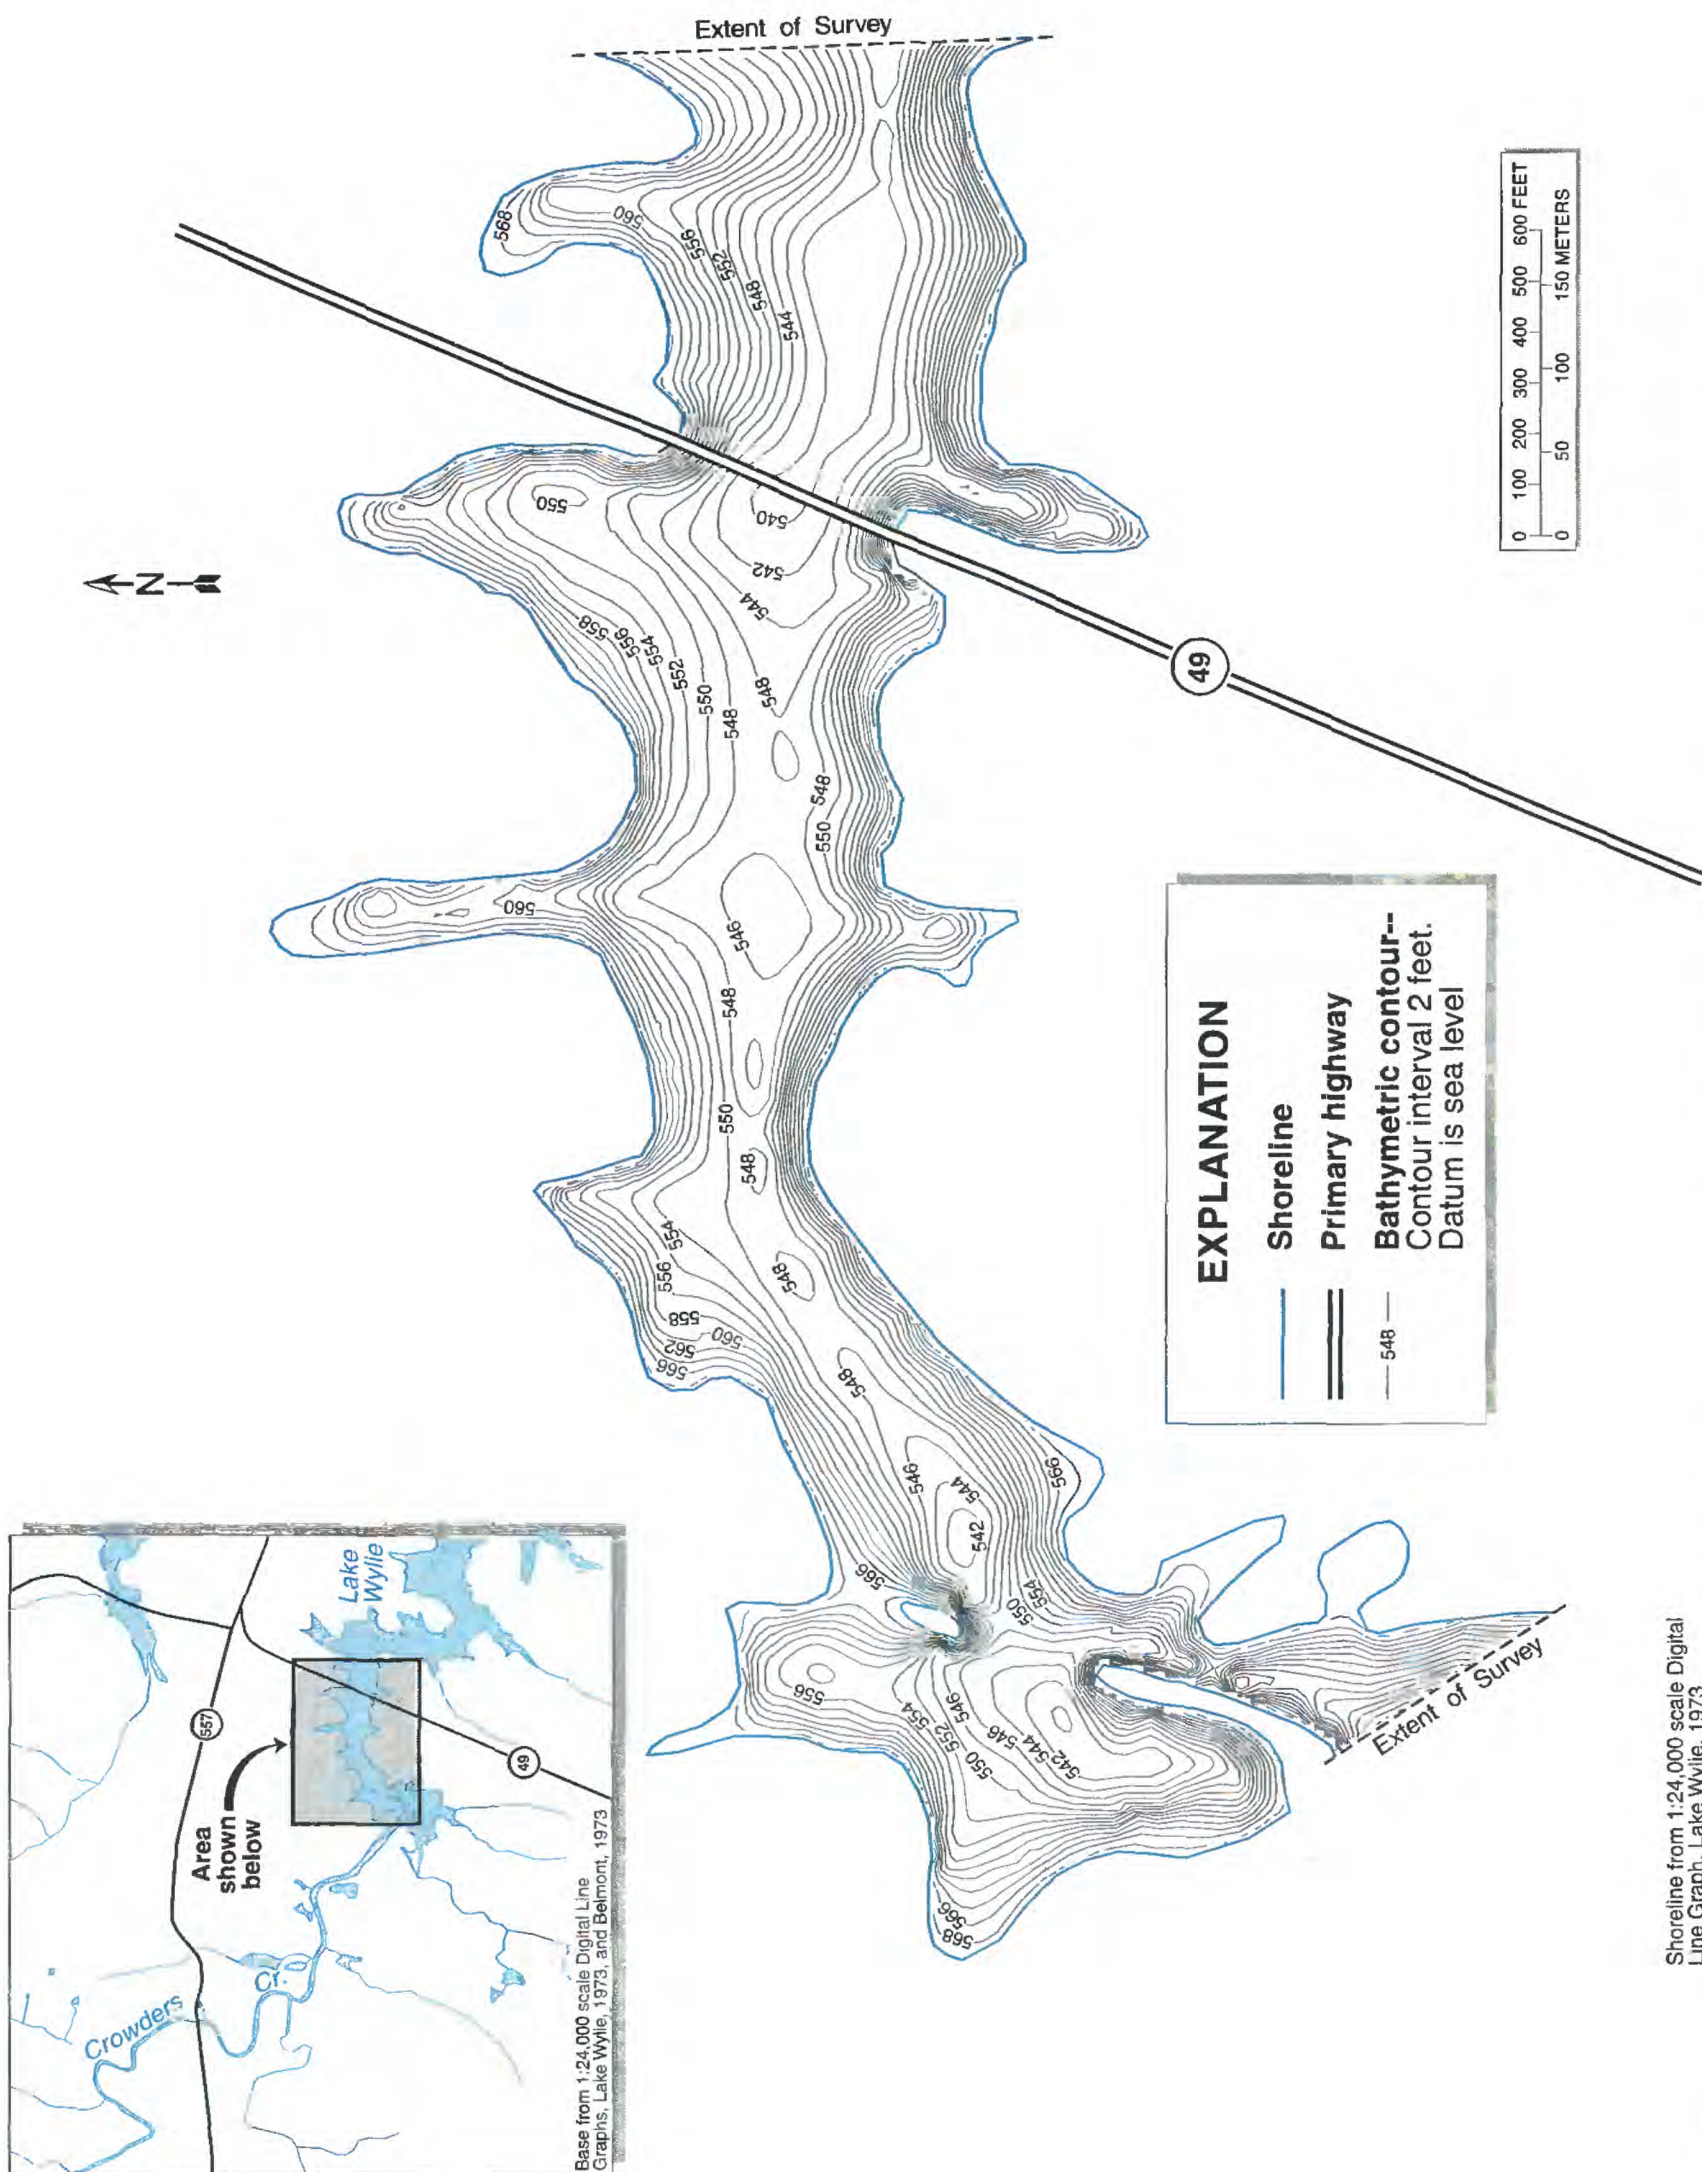 Extent of Survey
N
568
560
556
552
548
544
550
540
542
544
548
558
556
554
552
550
548
548
550
560
546
548
550
548
554
556
558
560
562
566
548
548
546
544
542
566
566
550
554
556
554
552
550
546
548
544
542
566
568
49
0 100 200 300 400 500 600 FEET
0 50 100 150 METERS
EXPLANATION
Shoreline
Primary highway
548
Bathymetric contour--
Contour interval 2 feet.
Datum is sea level
Extent of Survey
Lake
Wylie
557
49
Area
shown
below
Crowders
Cr.
Base from 1:24,000 scale Digital Line
Graphs, Lake Wylie, 1973, and Belmont, 1973
Shoreline from 1:24,000 scale Digital
Line Graph, Lake Wylie, 1973